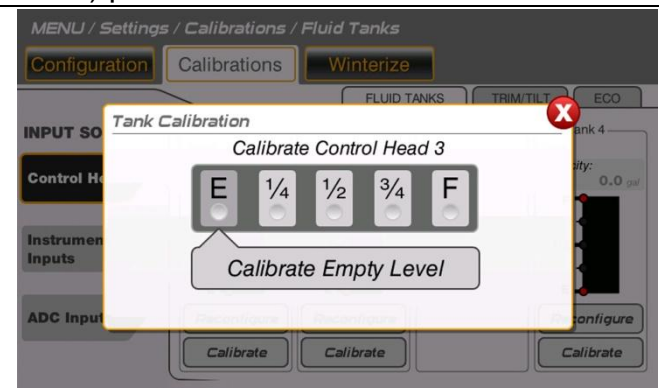 MENU / Settings / Calibrations / Fluid Tanks
Configuration Calibrations Winterize
FLUID TANKS TRIM/TILT ECO
X
Tank Calibration
INPUT SO
ank 4
Calibrate Control Head 3
city:
Control He
0.0 gal
E 1/4 1/2 3/4 F
Instrumen
Inputs
Calibrate Empty Level
ADC Input
Reconfigure Reconfigure configure
Calibrate Calibrate Calibrate